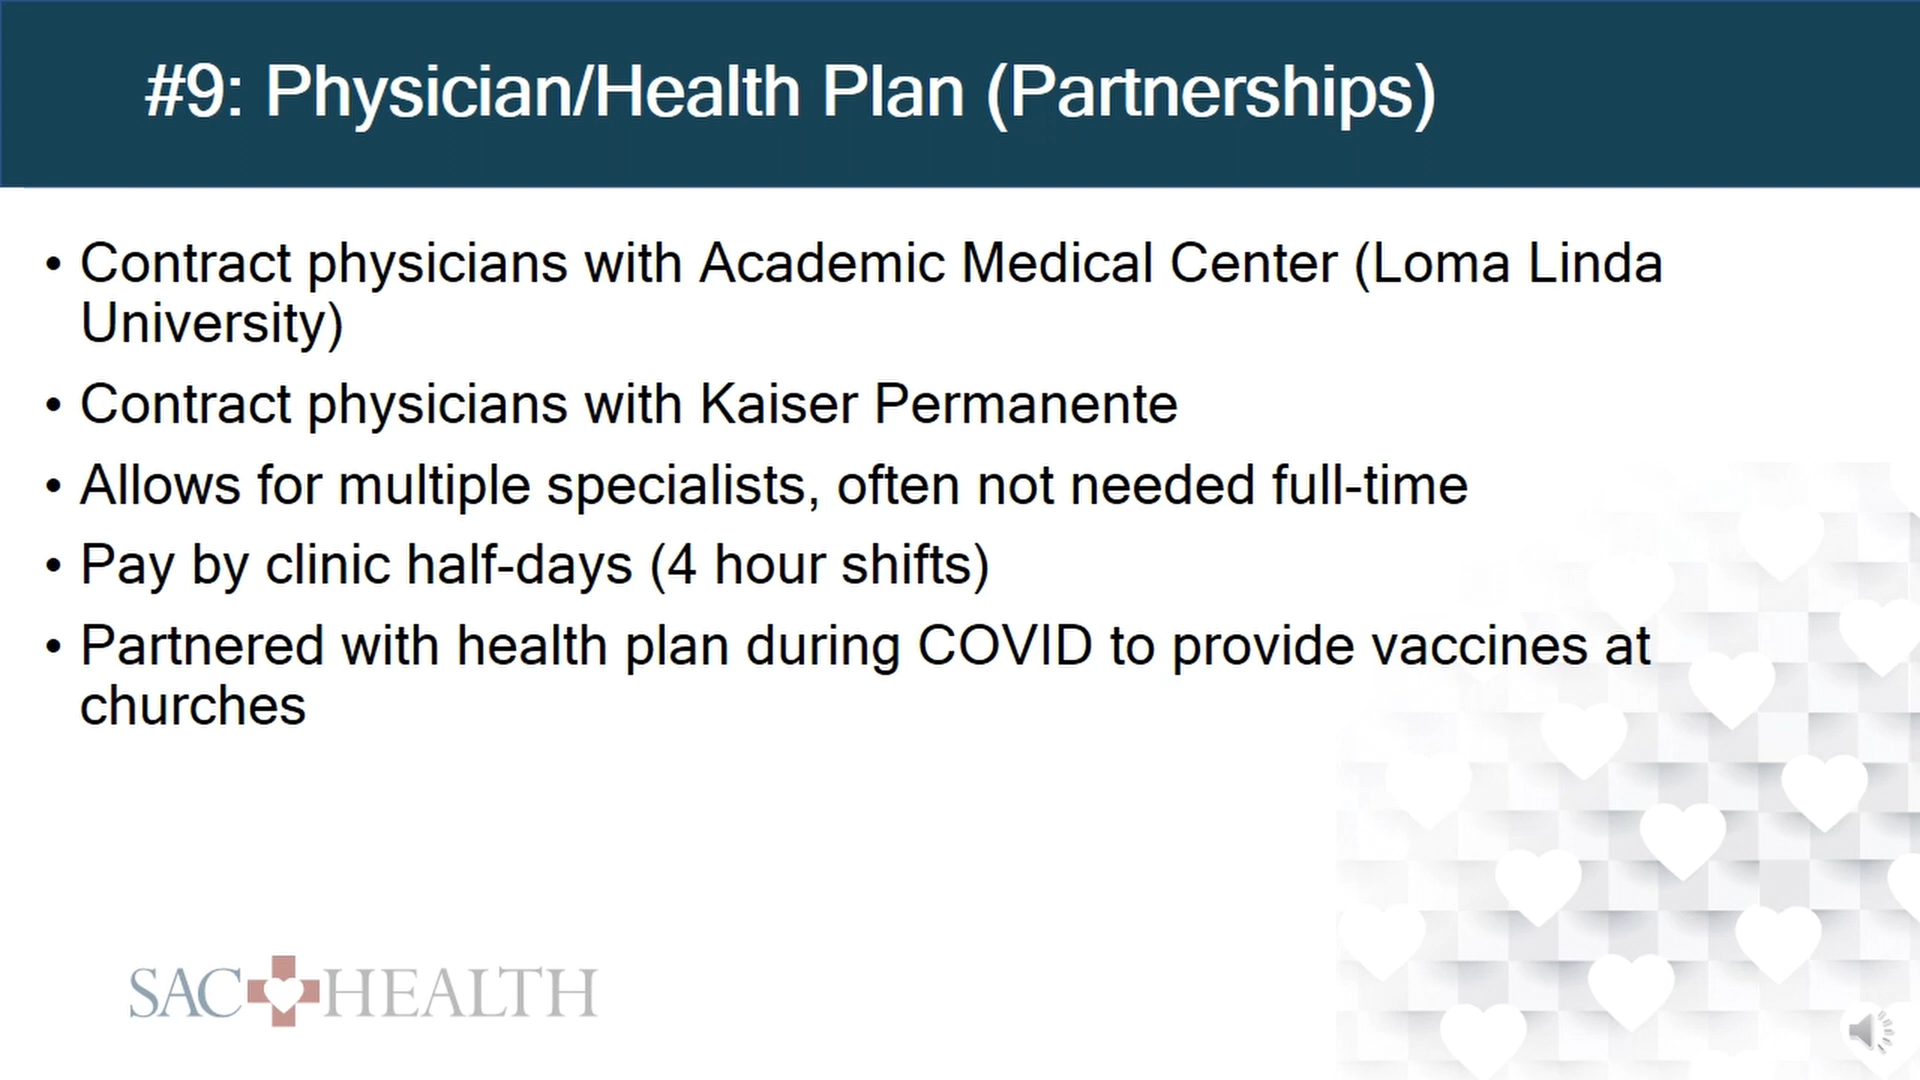 #9: Physician/Health Plan (Partnerships)
• Contract physicians with Academic Medical Center (Loma Linda
University)
• Contract physicians with Kaiser Permanente
• Allows for multiple specialists, often not needed full-time
• Pay by clinic half-days (4 hour shifts)
• Partnered with health plan during COVID to provide vaccines at
churches
SAC HEALTH